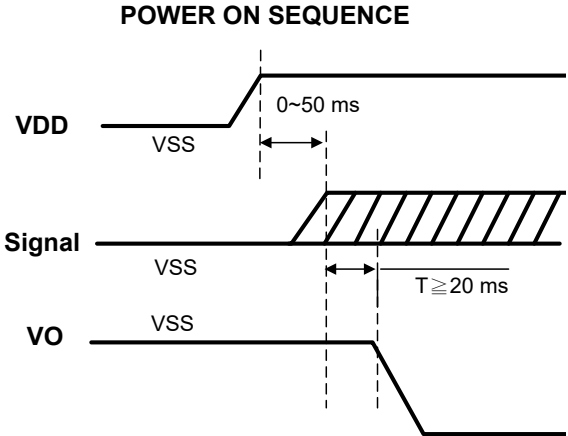 POWER ON SEQUENCE
0~50 ms
VDD
VSS
Signal
VSS
T≧20 ms
VSS
VO